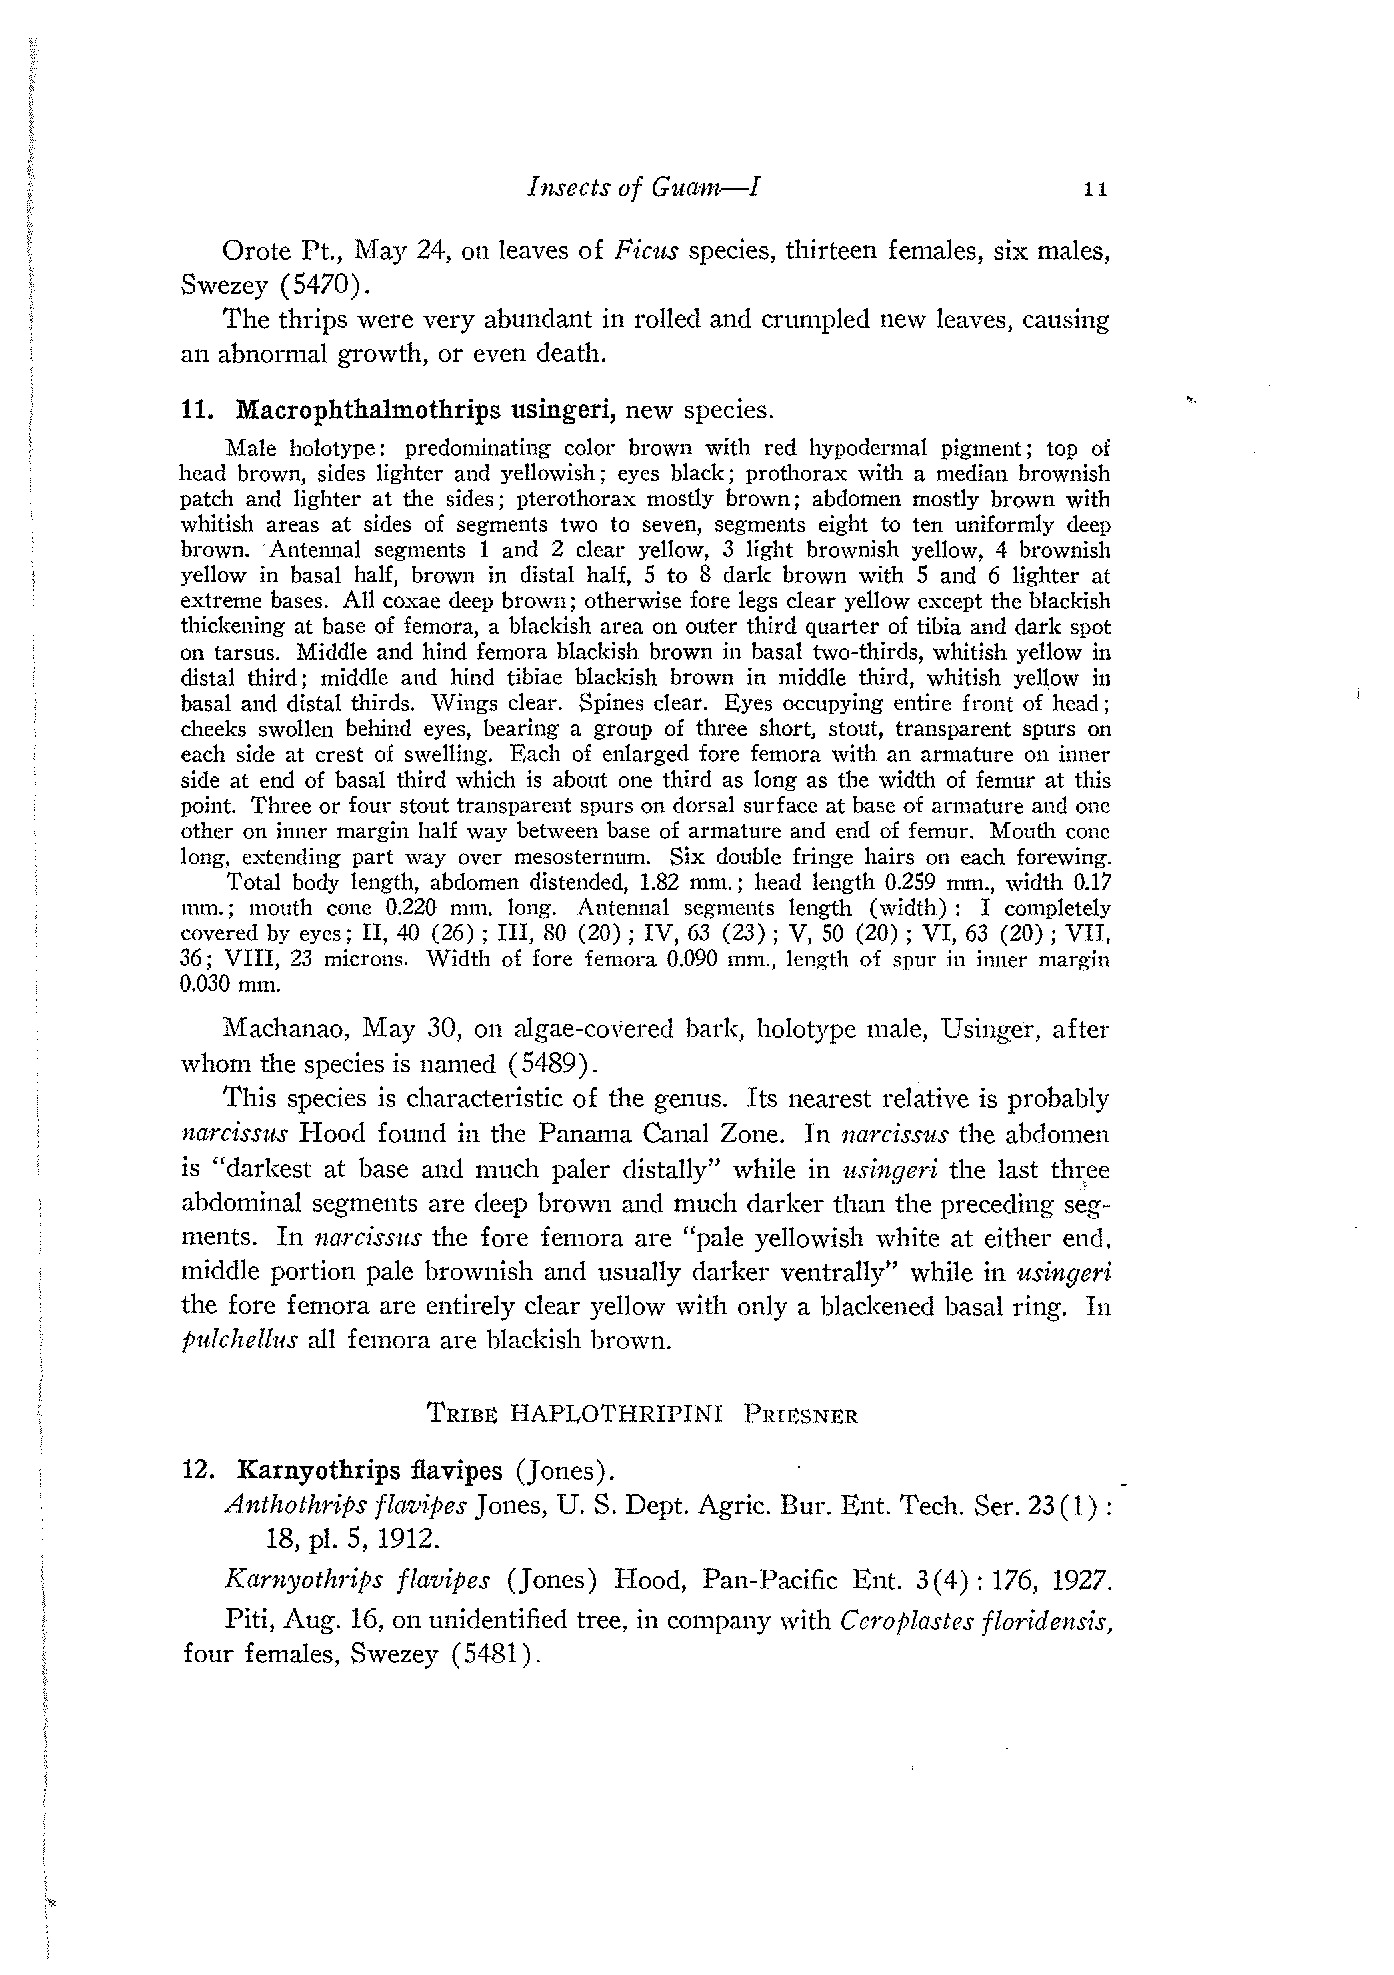 Insects of Guam—I 11
Orote Pt., May 24, on leaves of Ficus species, thirteen females, six males,
Swezey (5470).
The thrips were very abundant in rolled and crumpled new leaves, causing
an abnormal growth, or even death.
11. Macrophthalmothrips usingeri, new species.
Male holotype: predominating color brown with red hypodermal pigment; top of
head brown, sides lighter and yellowish; eyes black; prothorax with a median brownish
patch and lighter at the sides; pterothorax mostly brown; abdomen mostly brown with
whitish areas at sides of segments two to seven, segments eight to ten uniformly deep
brown. Antennal segments 1 and 2 clear yellow, 3 light brownish yellow, 4 brownish
yellow in basal half, brown in distal half, 5 to 8 dark brown with 5 and 6 lighter at
extreme bases. All coxae deep brown; otherwise fore legs clear yellow except the blackish
thickening at base of femora, a blackish area on outer third quarter of tibia and dark spot
on tarsus. Middle and hind femora blackish brown in basal two-thirds, whitish yellow in
distal third; middle and hind tibiae blackish brown in middle third, whitish yellow in
basal and distal thirds. Wings clear. Spines clear. Eyes occupying entire front of head;
cheeks swollen behind eyes, bearing a group of three short, stout, transparent spurs on
each side at crest of swelling. Each of enlarged fore femora with an armature on inner
side at end of basal third which is about one third as long as the width of femur at this
point. Three or four stout transparent spurs on dorsal surface at base of armature and one
other on inner margin half way between base of armature and end of femur. Mouth cone
long, extending part way over mesosternum. Six double fringe hairs on each forewing.
Total body length, abdomen distended, 1.82 mm.; head length 0.259 mm., width 0.17
mm.; mouth cone 0.220 mm. long. Antennal segments length (width): I completely
covered by eyes; II, 40 (26); III, 80 (20); IV, 63 (23); V, 50 (20); VI, 63 (20); VII,
36; VIII, 23 microns. Width of fore femora 0.090 mm., length of spur in inner margin
0.030 mm.
Machanao, May 30, on algae-covered bark, holotype male, Usinger, after
whom the species is named (5489).
This species is characteristic of the genus. Its nearest relative is probably
narcissus Hood found in the Panama Canal Zone. In narcissus the abdomen
is "darkest at base and much paler distally" while in usingeri the last three
abdominal segments are deep brown and much darker than the preceding seg-
ments. In narcissus the fore femora are "pale yellowish white at either end,
middle portion pale brownish and usually darker ventrally" while in usingeri
the fore femora are entirely clear yellow with only a blackened basal ring. In
pulchellus all femora are blackish brown.
TRIBE HAPLOTHRIPINI PRIESNER
12. Karnyothrips flavipes (Jones).
Anthothrips flavipes Jones, U. S. Dept. Agric. Bur. Ent. Tech. Ser. 23(1):
18, pl. 5, 1912.
Karnyothrips flavipes (Jones) Hood, Pan-Pacific Ent. 3(4): 176, 1927.
Piti, Aug. 16, on unidentified tree, in company with Ceroplastes floridensis,
four females, Swezey (5481).